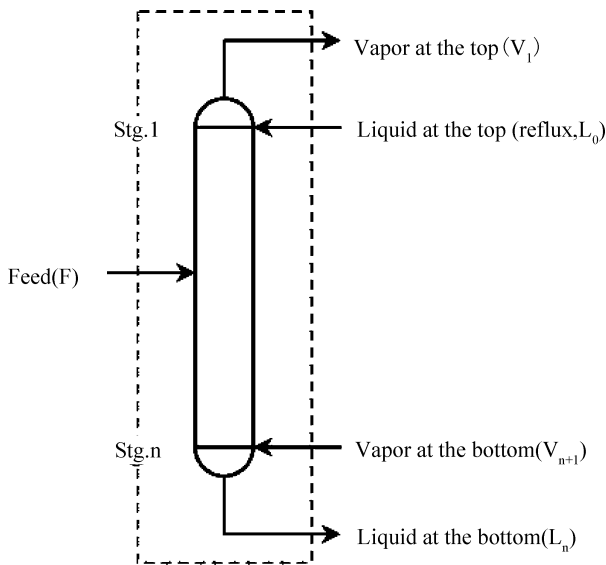 Vapor at the top (V1)
Stg.1
Liquid at the top (reflux,L0)
Feed(F)
Stg.n
Vapor at the bottom(Vn+1)
Liquid at the bottom(Ln)